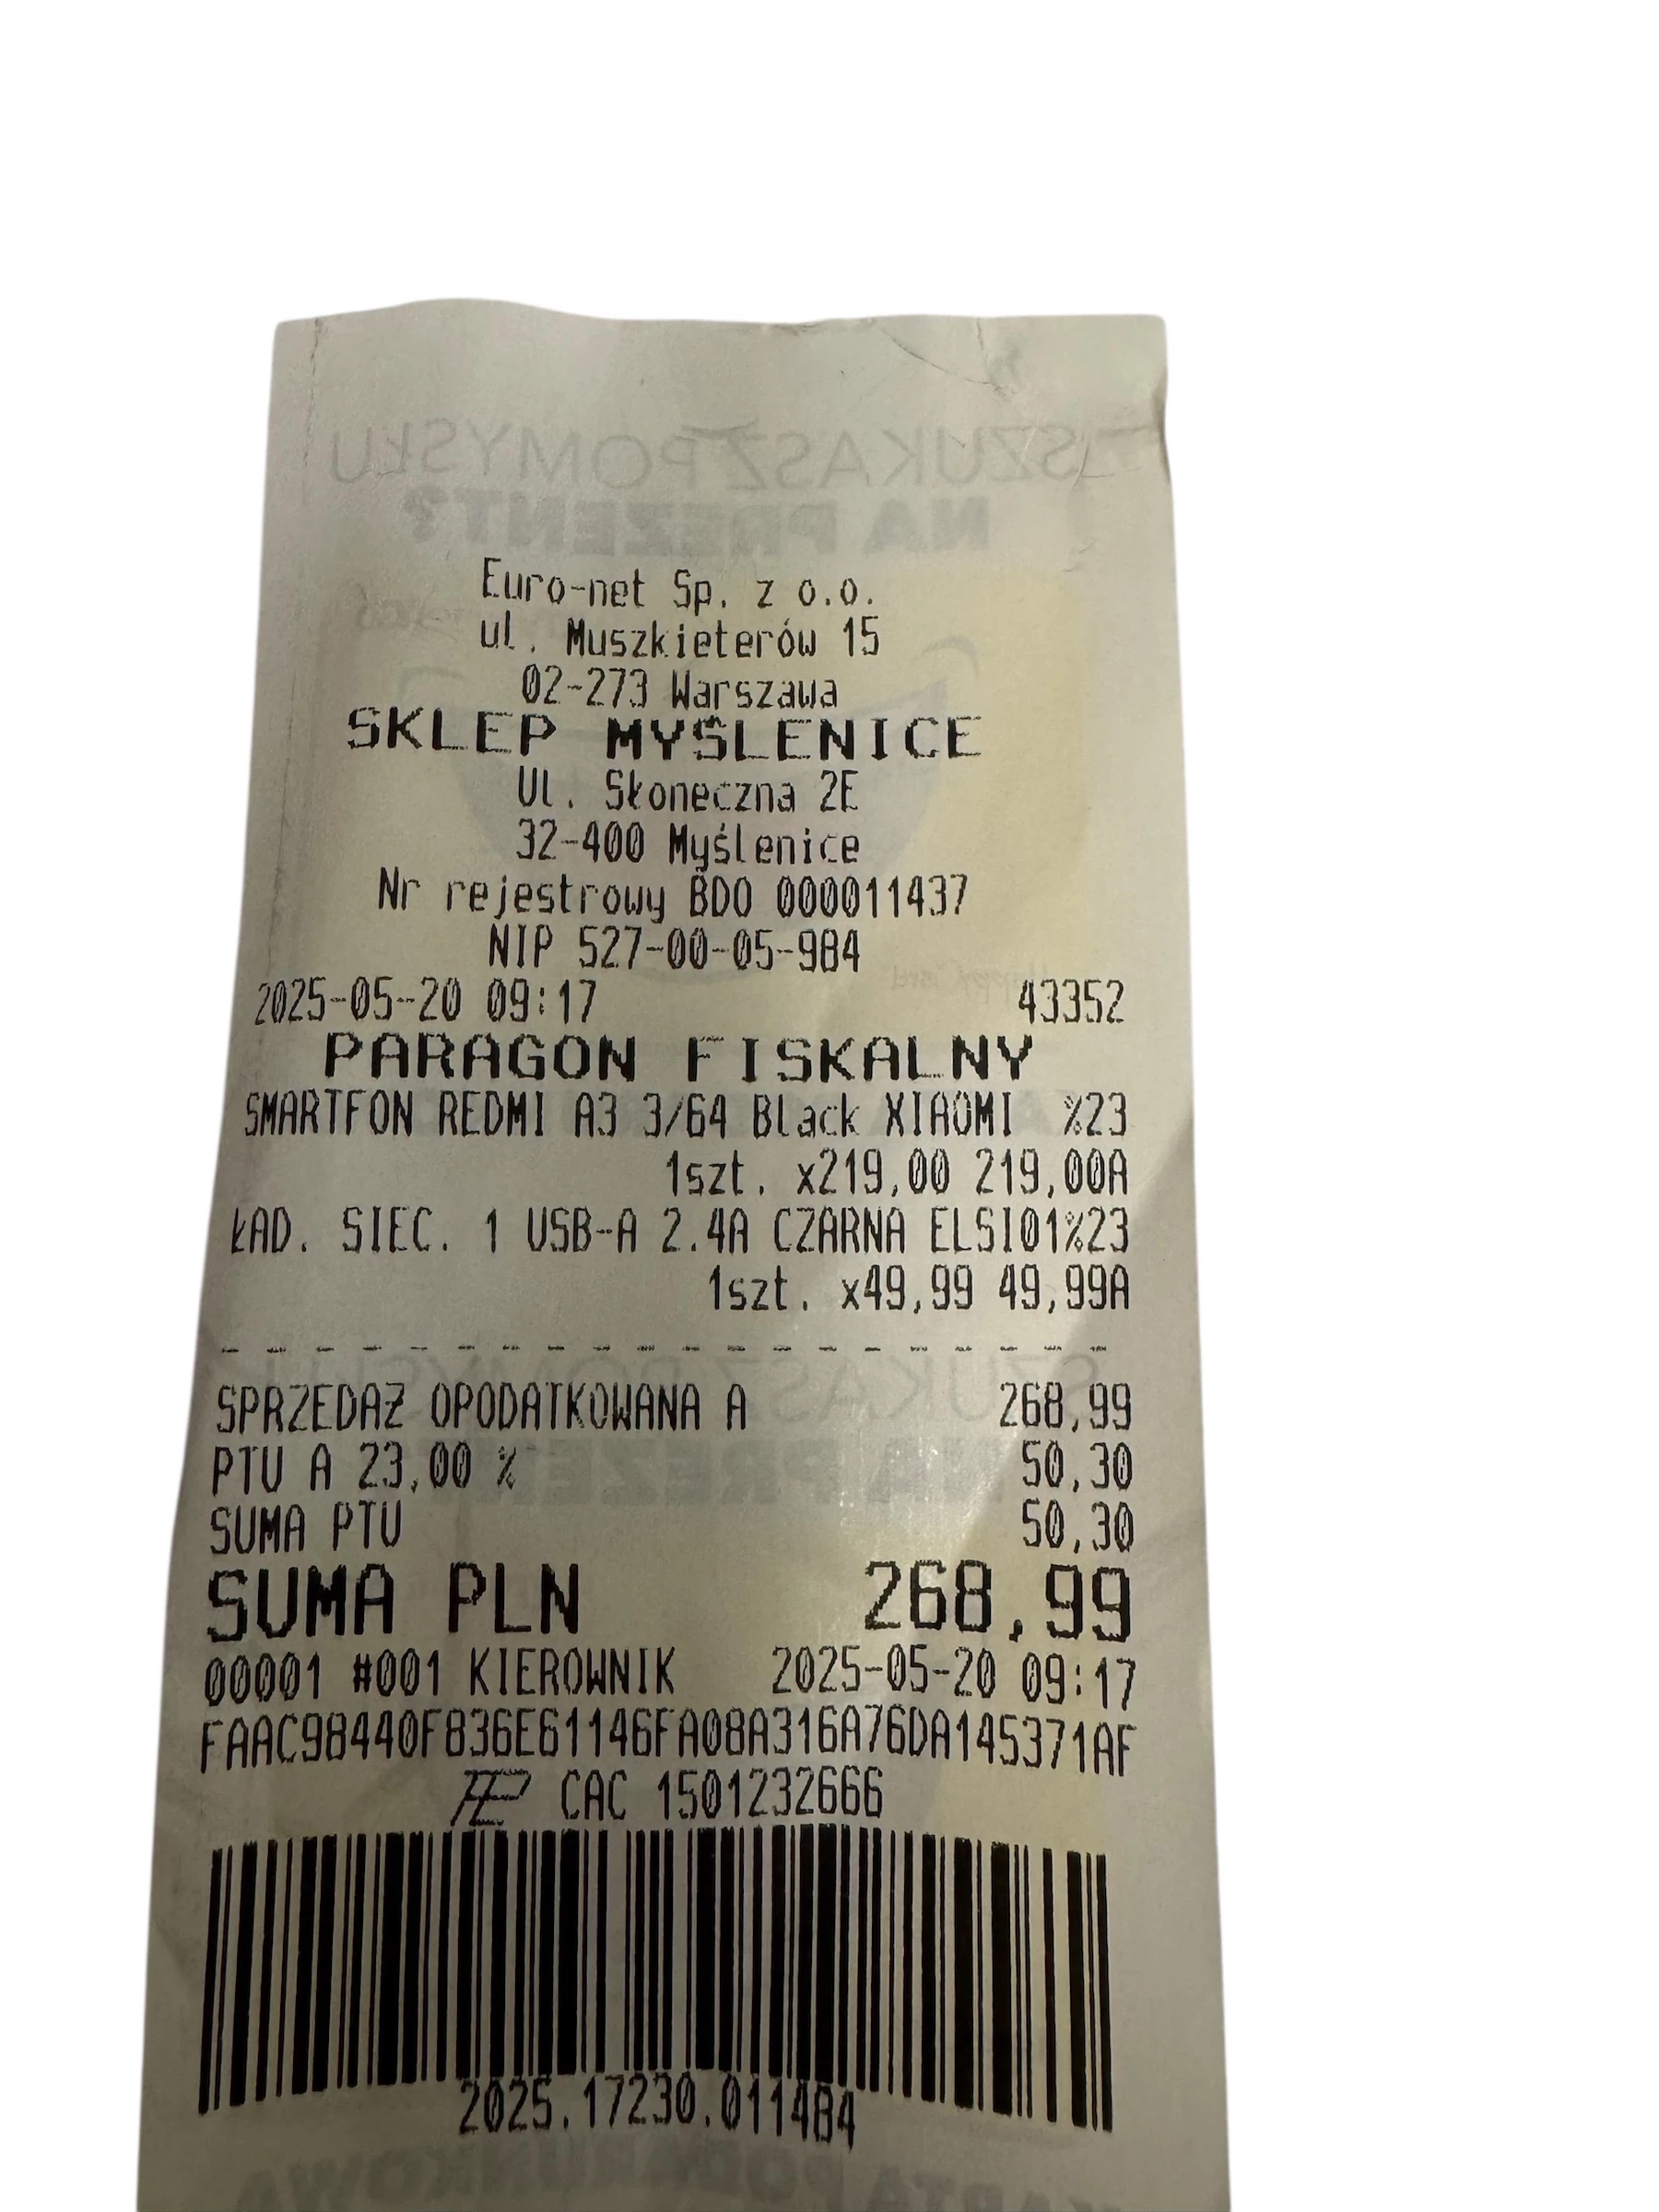 SZUKASZ POMYSŁU
NA PREZENT?
Euro-net Sp. z o.o.
ul. Muszkieterów 15
02-273 Warszawa
SKLEP MYŚLENICE
Ul. Słoneczna 2E
32-400 Myślenice
Nr rejestrowy BDO 000011437
NIP 527-00-05-984
2025-05-20 09:17 43352
PARAGON FISKALNY
SMARTFON REDMI A3 3/64 Black XIAOMI %23
1szt. x219,00 219,00A
ŁAD. SIEC. 1 USB-A 2.4A CZARNA ELSI01%23
1szt. x49,99 49,99A
SPRZEDAŻ OPODATKOWANA A 268,99
PTU A 23,00 % 50,30
SUMA PTU 50,30
SUMA PLN 268,99
00001 #001 KIEROWNIK 2025-05-20 09:17
FAAC98440F836E61146FA08A316A76DA145371AF
CAC 1501232666
2025.17230.011484
KARTA PODARUNKOWA